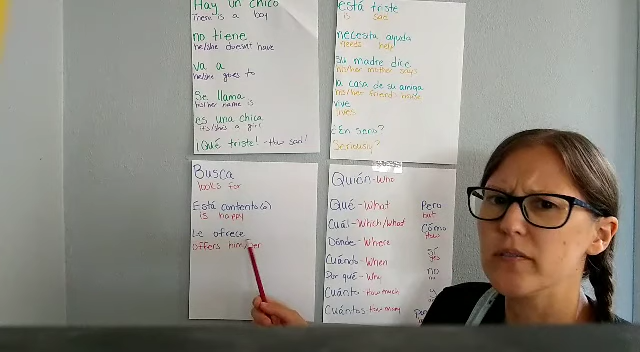 Hay un chico
There is a boy
no tiene
he/she doesn't have
va a
he/she goes to
Se llama
his/her name is
es una chica
it's/she's a girl
¡Qué triste! - How sad!
está triste
is sad
necesita ayuda
needs help
su madre dice
his/her mother says
la casa de su amiga
his/her friend's house
vive
lives
¿En serio?
Seriously?
Busca
looks for
Está contento(a)
is happy
Le ofrece
offers him/her
Quién - Who
Qué - What
Cuál - Which/What
Dónde - Where
Cuándo - When
Por qué - Why
Cuánto - How much
Cuántos - How many
Pero
but
Cómo
How
sí
yes
no
no
y